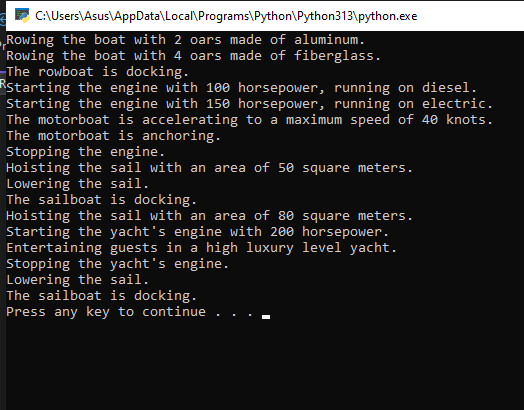 C:\Users\Asus\AppData\Local\Programs\Python\Python313\python.exe
Rowing the boat with 2 oars made of aluminum.
Rowing the boat with 4 oars made of fiberglass.
The rowboat is docking.
Starting the engine with 100 horsepower, running on diesel.
Starting the engine with 150 horsepower, running on electric.
The motorboat is accelerating to a maximum speed of 40 knots.
The motorboat is anchoring.
Stopping the engine.
Hoisting the sail with an area of 50 square meters.
Lowering the sail.
The sailboat is docking.
Hoisting the sail with an area of 80 square meters.
Starting the yacht's engine with 200 horsepower.
Entertaining guests in a high luxury level yacht.
Stopping the yacht's engine.
Lowering the sail.
The sailboat is docking.
Press any key to continue . . .